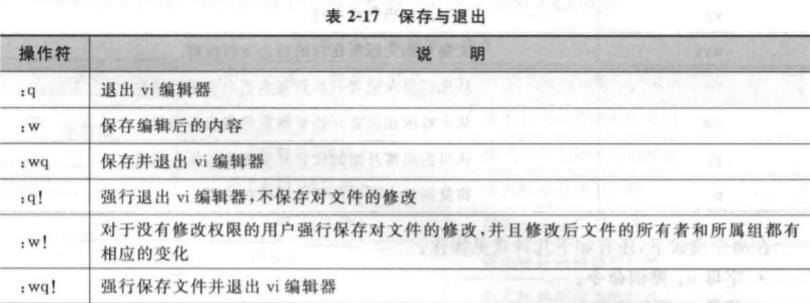 表 2-17 保存与退出
操作符 说 明
:q 退出 vi 编辑器
:w 保存编辑后的内容
:wq 保存并退出 vi 编辑器
:q! 强行退出 vi 编辑器,不保存对文件的修改
:w! 对于没有修改权限的用户强行保存对文件的修改,并且修改后文件的所有者和所属组都有
相应的变化
:wq! 强行保存文件并退出 vi 编辑器